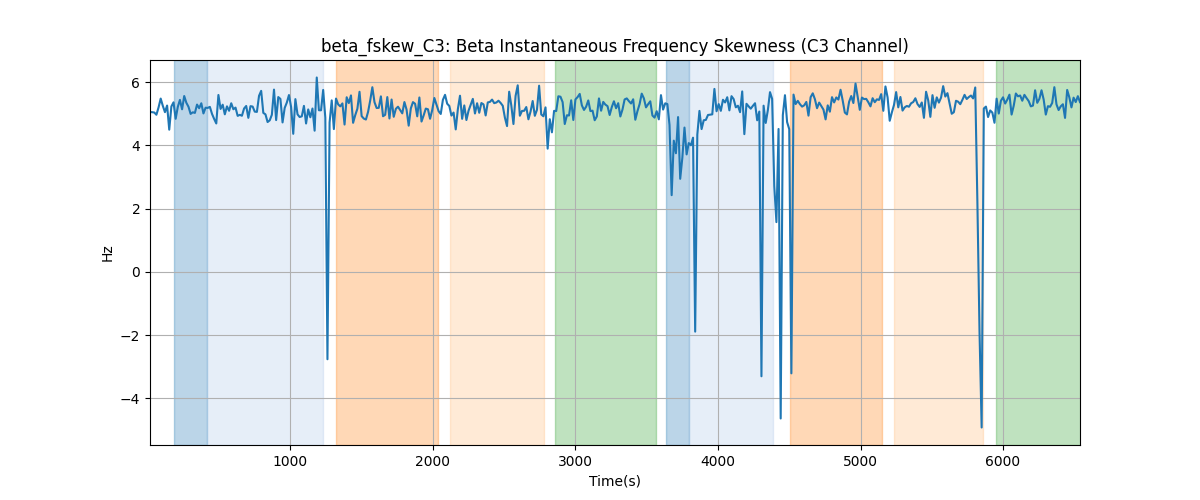 beta_fskew_C3: Beta Instantaneous Frequency Skewness (C3 Channel)
6
4
2
0
−2
−4
Hz
1000 2000 3000 4000 5000 6000
Time(s)